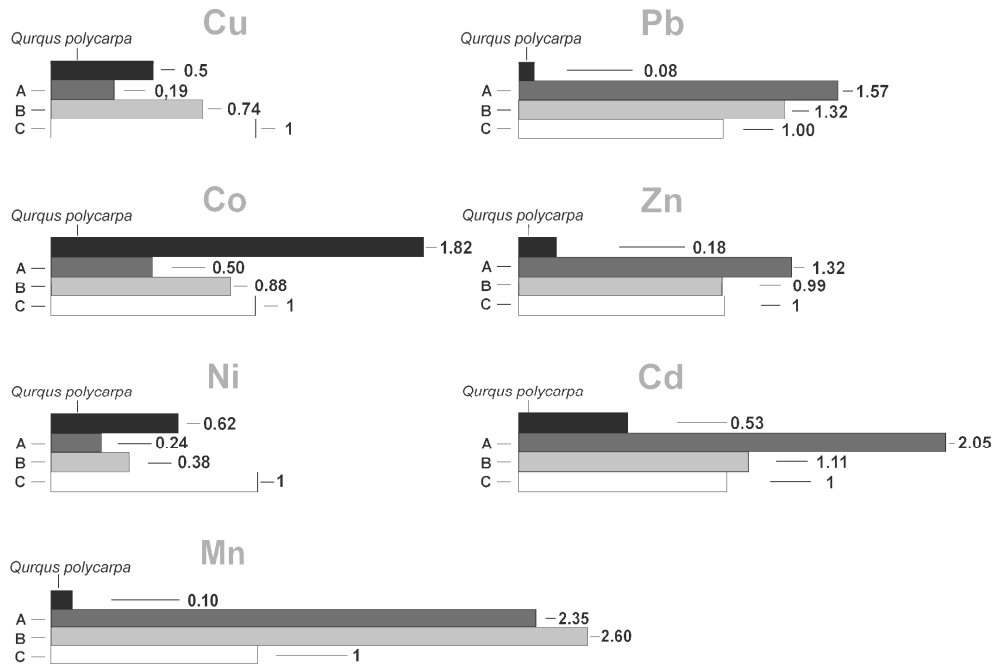 Cu
Qurqus polycarpa
0.5
A
0,19
B
0.74
C
1
Pb
Qurqus polycarpa
0.08
A
1.57
B
1.32
C
1.00
Co
Qurqus polycarpa
1.82
A
0.50
B
0.88
C
1
Zn
Qurqus polycarpa
0.18
A
1.32
B
0.99
C
1
Ni
Qurqus polycarpa
0.62
A
0.24
B
0.38
C
1
Cd
Qurqus polycarpa
0.53
A
2.05
B
1.11
C
1
Mn
Qurqus polycarpa
0.10
A
2.35
B
2.60
C
1